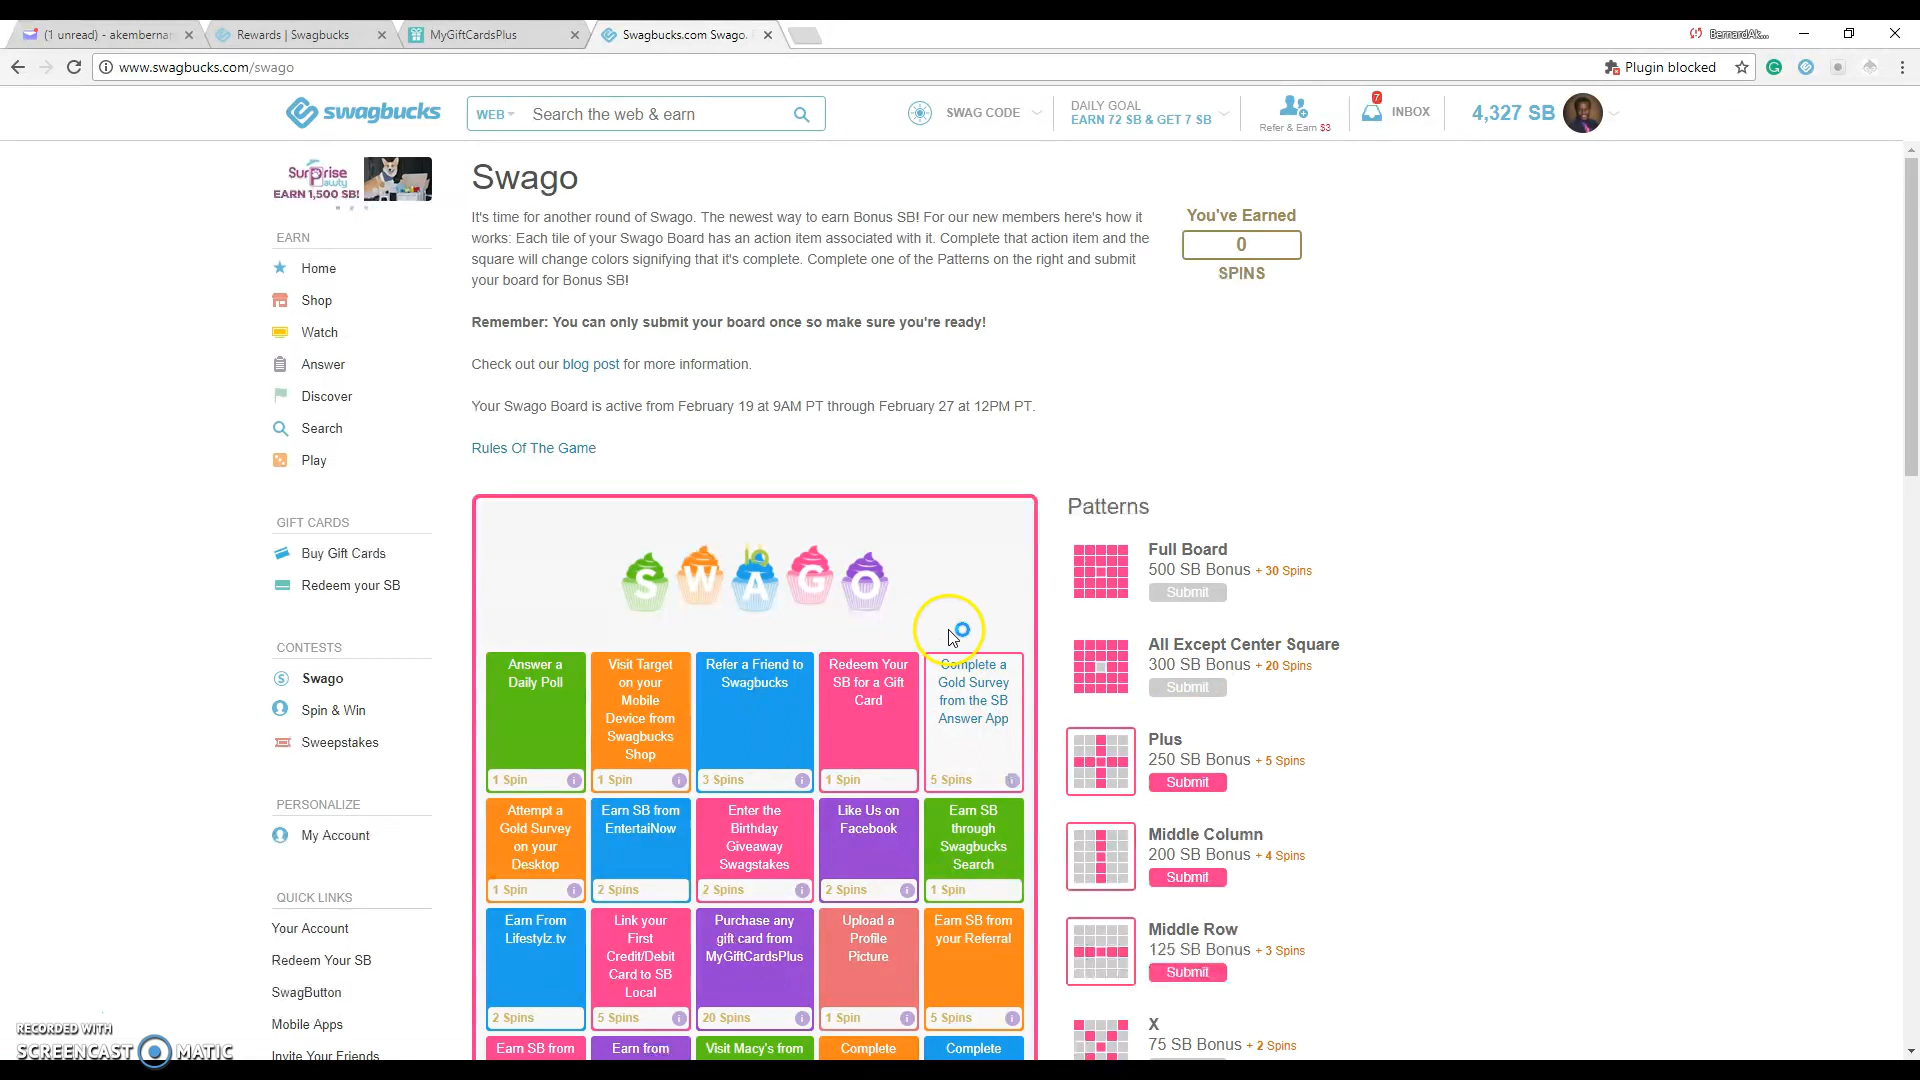 (1 unread) - akembernar
Rewards | Swagbucks
MyGiftCardsPlus
Swagbucks.com Swago.
BernardAk...
www.swagbucks.com/swago
Plugin blocked
swagbucks
WEB
Search the web & earn
SWAG CODE
DAILY GOAL
EARN 72 SB & GET 7 SB
Refer & Earn $3
7
INBOX
4,327 SB
SurPrise
Pawty
EARN 1,500 SB!
EARN
Home
Shop
Watch
Answer
Discover
Search
Play
GIFT CARDS
Buy Gift Cards
Redeem your SB
CONTESTS
Swago
Spin & Win
Sweepstakes
PERSONALIZE
My Account
QUICK LINKS
Your Account
Redeem Your SB
SwagButton
Mobile Apps
Invite Your Friends
Swago
It's time for another round of Swago. The newest way to earn Bonus SB! For our new members here's how it
works: Each tile of your Swago Board has an action item associated with it. Complete that action item and the
square will change colors signifying that it's complete. Complete one of the Patterns on the right and submit
your board for Bonus SB!
Remember: You can only submit your board once so make sure you're ready!
Check out our blog post for more information.
Your Swago Board is active from February 19 at 9AM PT through February 27 at 12PM PT.
Rules Of The Game
You've Earned
0
SPINS
SWAGO
10
Answer a
Daily Poll
1 Spin
Visit Target
on your
Mobile
Device from
Swagbucks
Shop
1 Spin
Refer a Friend to
Swagbucks
3 Spins
Redeem Your
SB for a Gift
Card
1 Spin
Complete a
Gold Survey
from the SB
Answer App
5 Spins
Attempt a
Gold Survey
on your
Desktop
1 Spin
Earn SB from
EntertaiNow
2 Spins
Enter the
Birthday
Giveaway
Swagstakes
2 Spins
Like Us on
Facebook
2 Spins
Earn SB
through
Swagbucks
Search
1 Spin
Earn From
Lifestylz.tv
2 Spins
Link your
First
Credit/Debit
Card to SB
Local
5 Spins
Purchase any
gift card from
MyGiftCardsPlus
20 Spins
Upload a
Profile
Picture
1 Spin
Earn SB from
your Referral
5 Spins
Earn SB from
Earn from
Visit Macy's from
Complete
Complete
Patterns
Full Board
500 SB Bonus + 30 Spins
Submit
All Except Center Square
300 SB Bonus + 20 Spins
Submit
Plus
250 SB Bonus + 5 Spins
Submit
Middle Column
200 SB Bonus + 4 Spins
Submit
Middle Row
125 SB Bonus + 3 Spins
Submit
X
75 SB Bonus + 2 Spins
RECORDED WITH
SCREENCAST MATIC